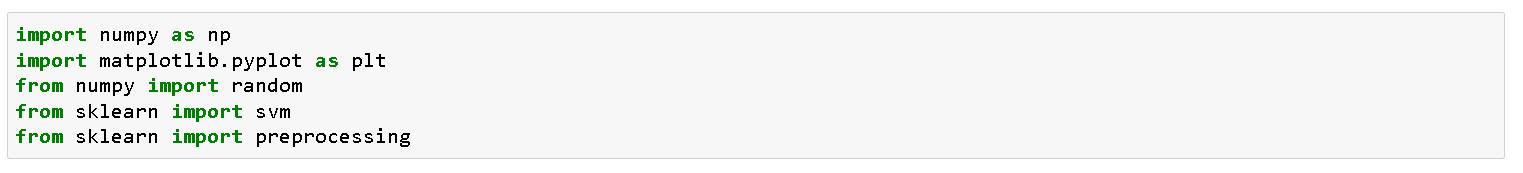 import numpy as np
import matplotlib.pyplot as plt
from numpy import random
from sklearn import svm
from sklearn import preprocessing